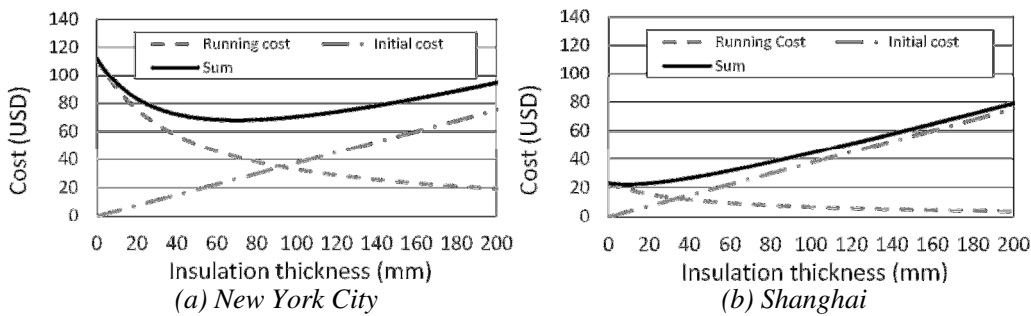 140
120
100
80
60
40
20
0
Cost (USD)
Running cost
Initial cost
Sum
0 20 40 60 80 100 120 140 160 180 200
Insulation thickness (mm)
(a) New York City
140
120
100
80
60
40
20
0
Cost (USD)
Running Cost
Initial cost
Sum
0 20 40 60 80 100 120 140 160 180 200
Insulation thickness (mm)
(b) Shanghai